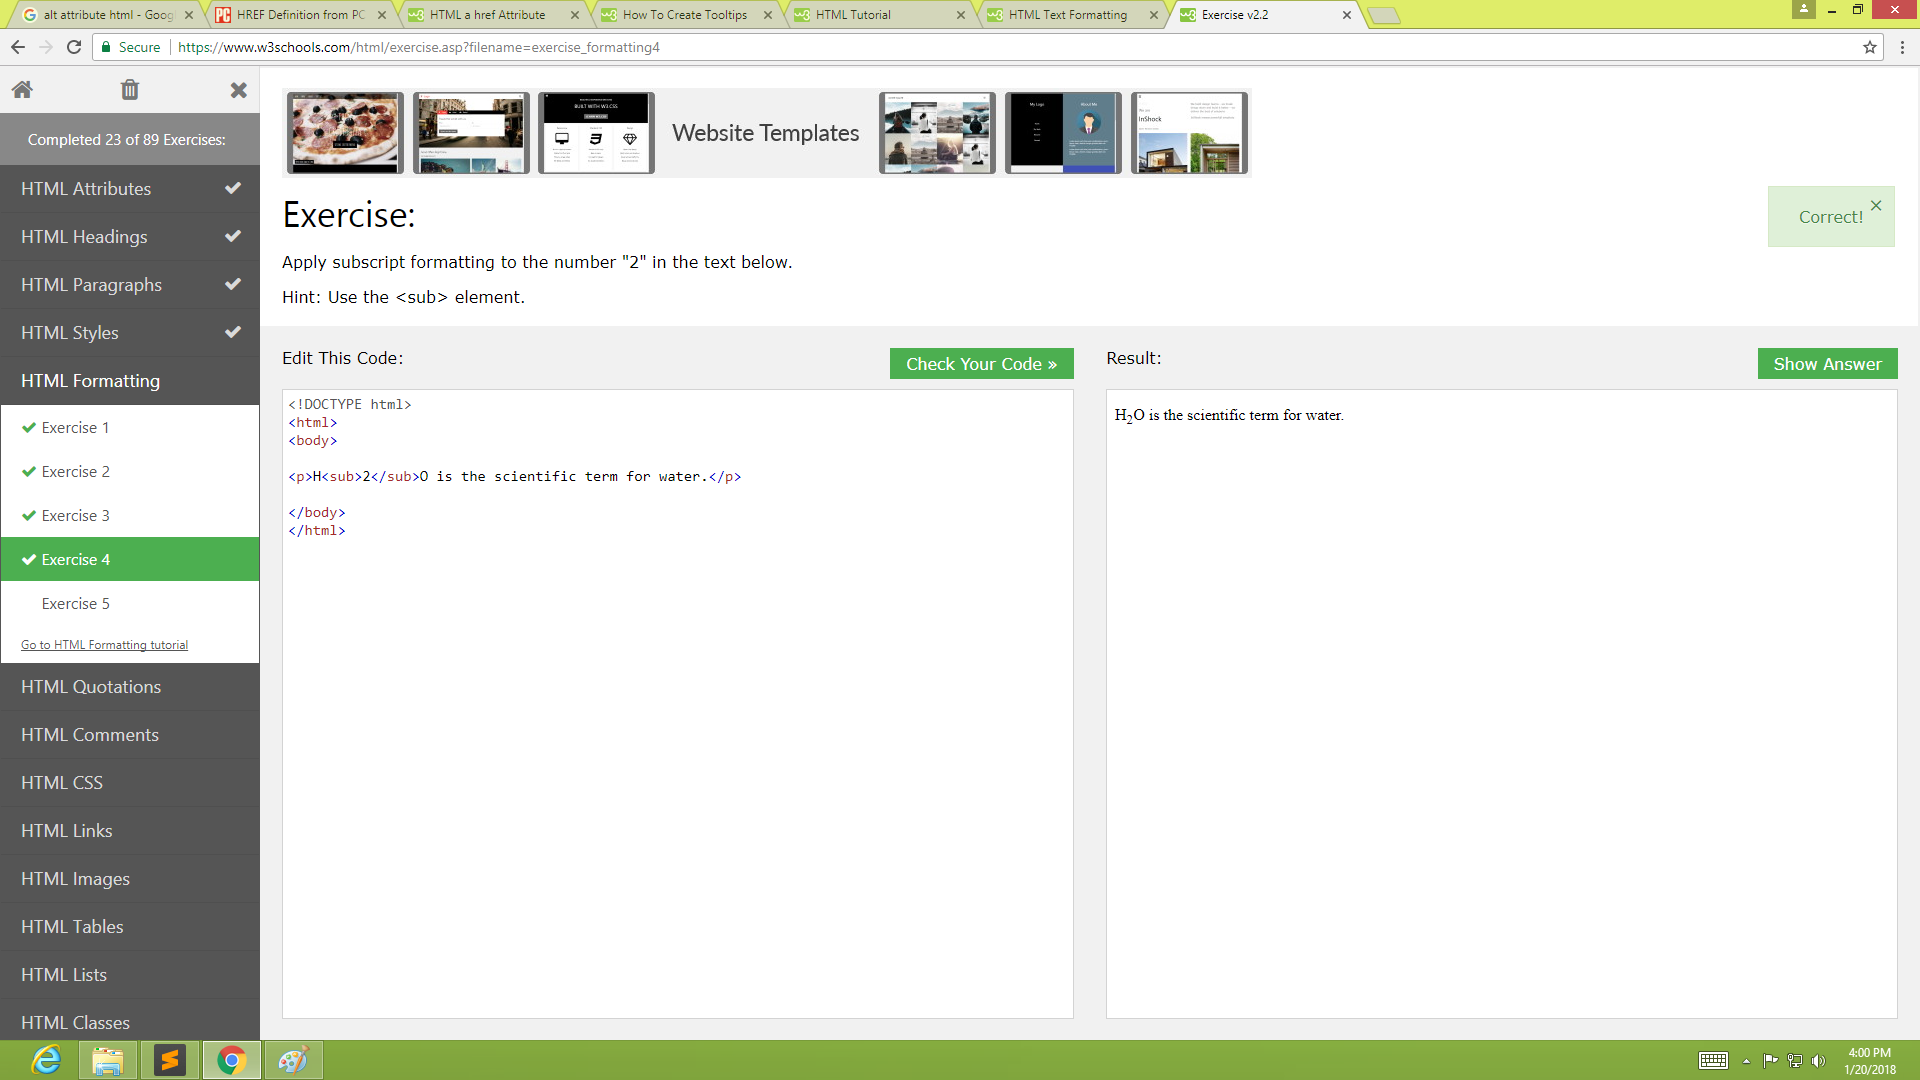 alt attribute html - Goog
HREF Definition from PC
HTML a href Attribute
How To Create Tooltips
HTML Tutorial
HTML Text Formatting
Exercise v2.2
Secure
https://www.w3schools.com/html/exercise.asp?filename=exercise_formatting4
Completed 23 of 89 Exercises:
HTML Attributes
HTML Headings
HTML Paragraphs
HTML Styles
HTML Formatting
Exercise 1
Exercise 2
Exercise 3
Exercise 4
Exercise 5
Go to HTML Formatting tutorial
HTML Quotations
HTML Comments
HTML CSS
HTML Links
HTML Images
HTML Tables
HTML Lists
HTML Classes
BUILT WITH W3.CSS
Website Templates
My Logo
About Me
InShock
Exercise:
Correct!
×
Apply subscript formatting to the number "2" in the text below.
Hint: Use the <sub> element.
Edit This Code:
Check Your Code »
Result:
Show Answer
<!DOCTYPE html>
<html>
<body>
<p>H<sub>2</sub>O is the scientific term for water.</p>
</body>
</html>
H₂O is the scientific term for water.
4:00 PM
1/20/2018